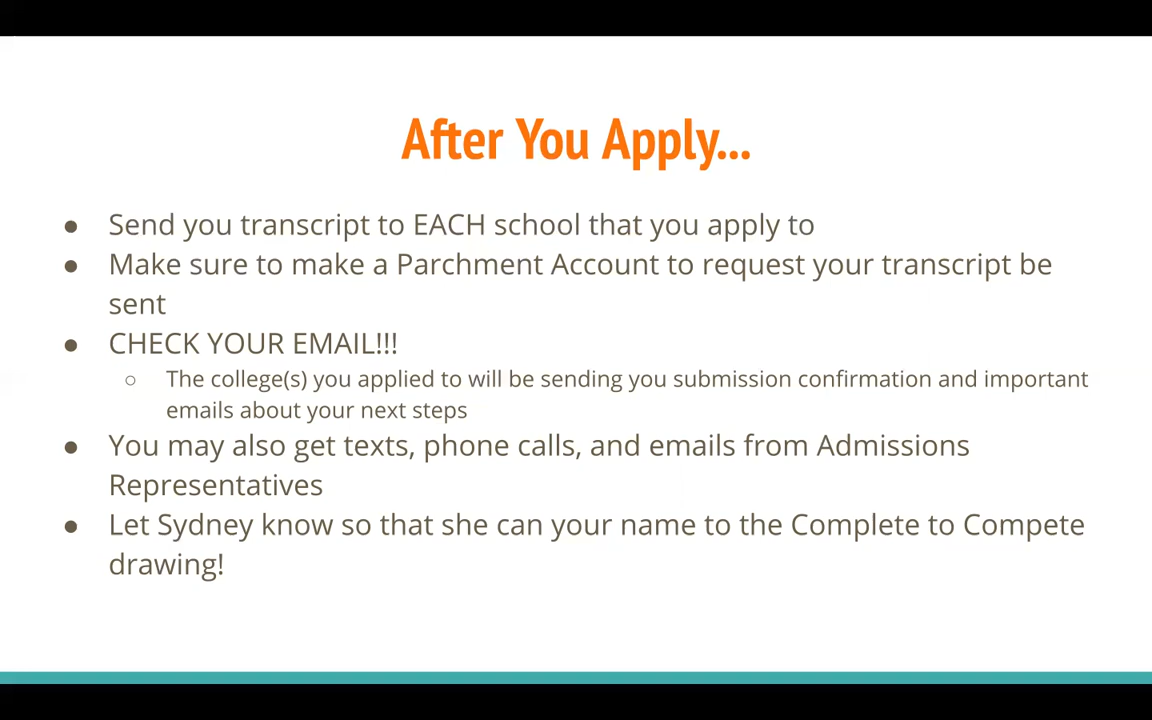 After You Apply...
● Send you transcript to EACH school that you apply to
● Make sure to make a Parchment Account to request your transcript be
sent
● CHECK YOUR EMAIL!!!
○ The college(s) you applied to will be sending you submission confirmation and important
emails about your next steps
● You may also get texts, phone calls, and emails from Admissions
Representatives
● Let Sydney know so that she can your name to the Complete to Compete
drawing!